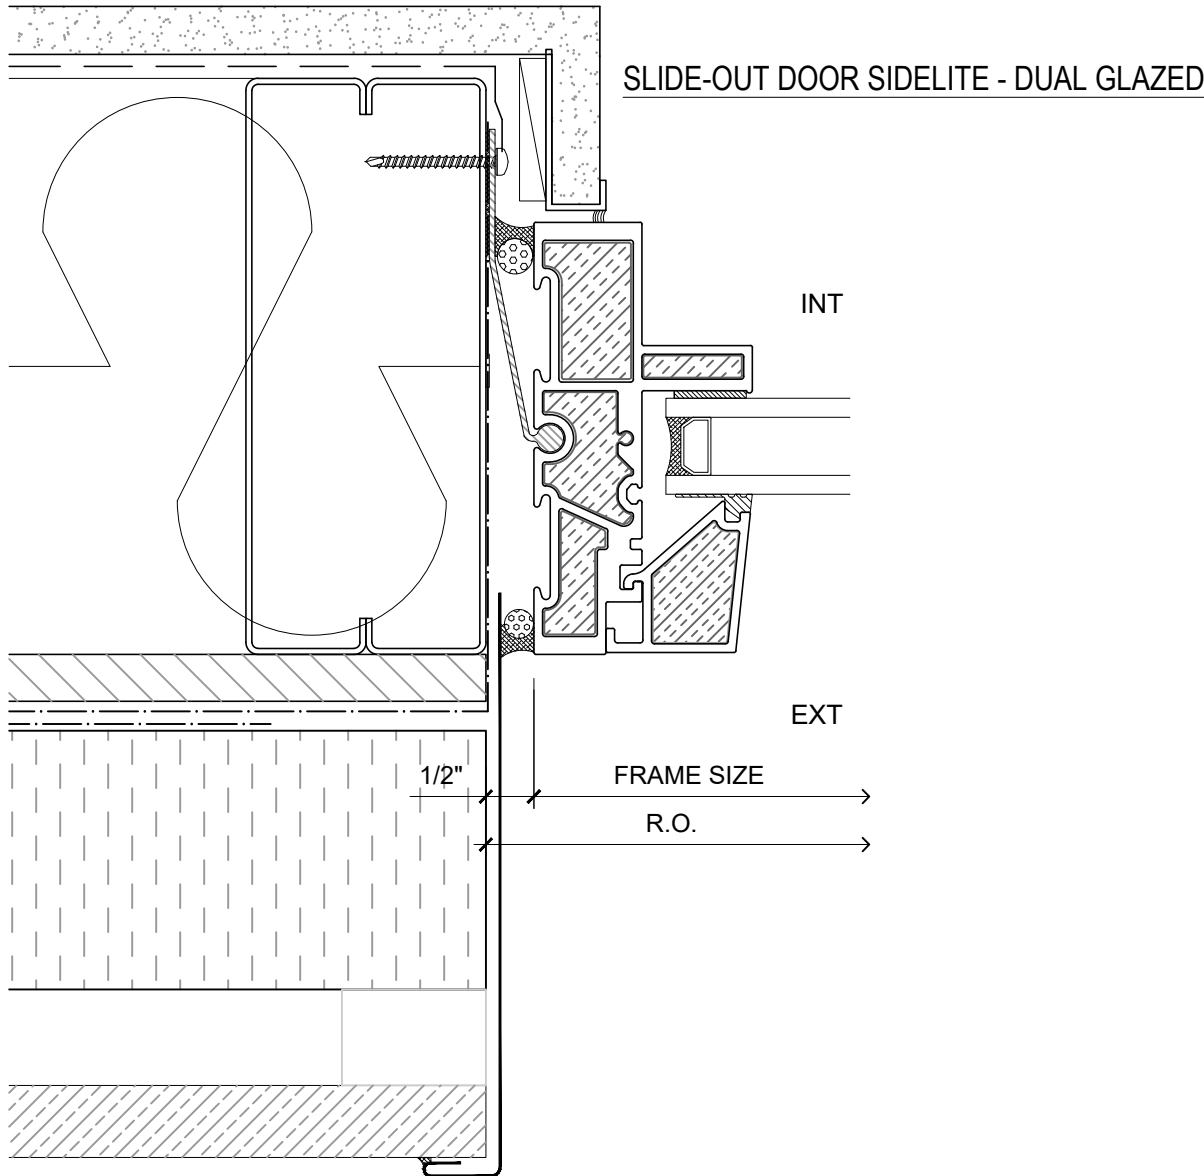 SLIDE-OUT DOOR SIDELITE - DUAL GLAZED
INT
EXT
1/2" FRAME SIZE
R.O.